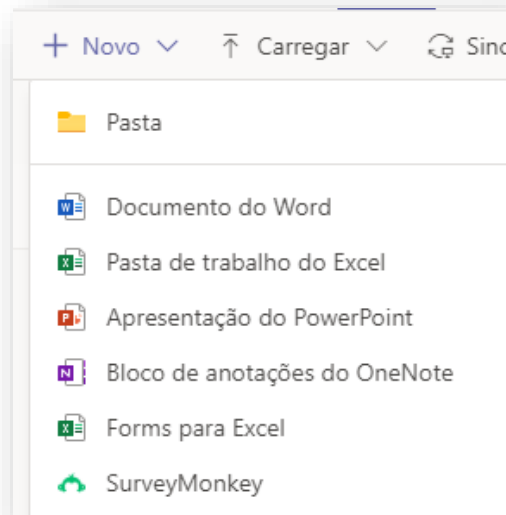 Novo Carregar
Pasta
Documento do Word
Pasta de trabalho do Excel
Apresentação do PowerPoint
Bloco de anotações do OneNote
Forms para Excel
SurveyMonkey